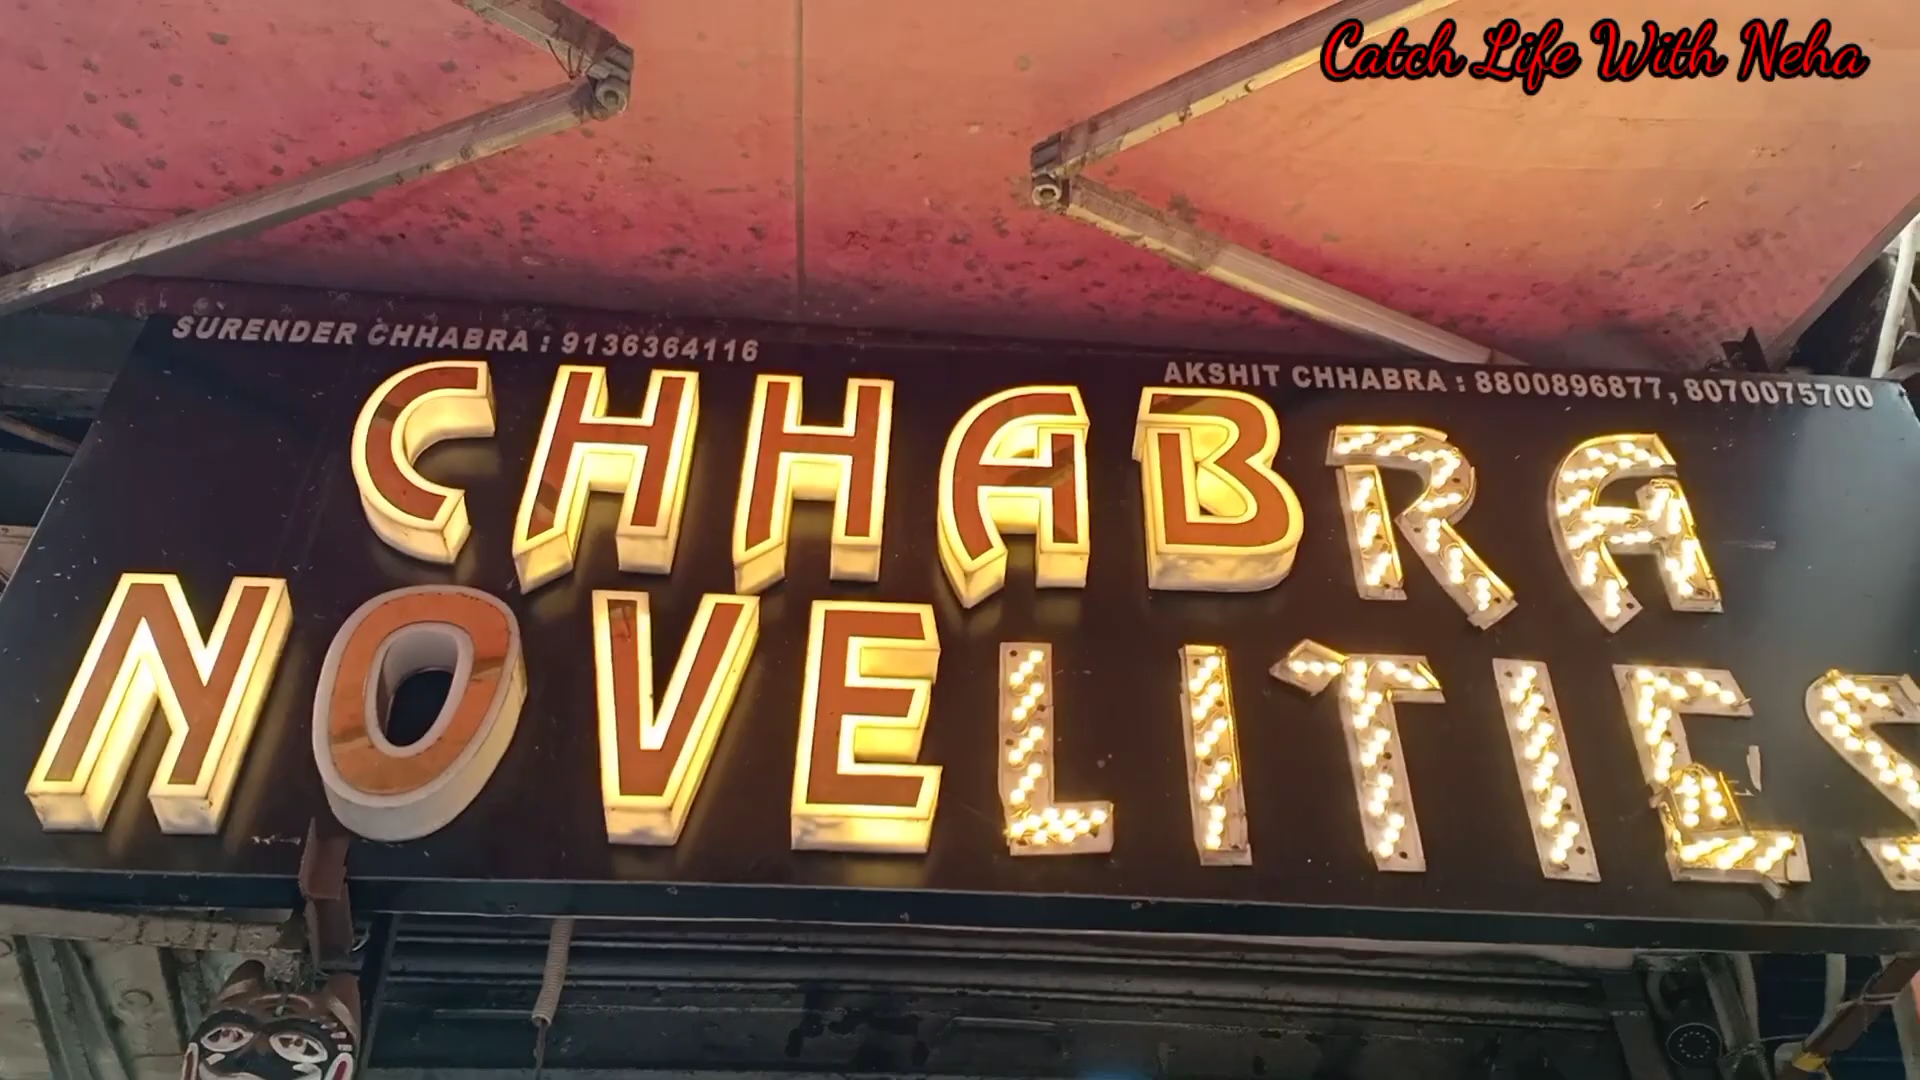 Catch Life With Neha
SURENDER CHHABRA : 9136364116
AKSHIT CHHABRA : 8800896877, 8070075700
CHHABRA
NOVELITIES